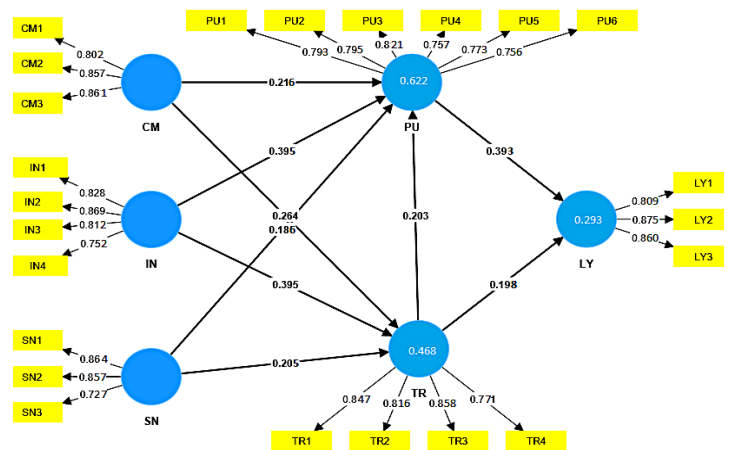 PU1 PU2 PU3 PU4 PU5 PU6
CM1
0.802
CM2
0.857
CM3
0.861
0.793 0.795 0.821 0.757 0.773 0.756
0.622
CM
0.216
PU
IN1
0.828
IN2
0.869
IN3
0.812
IN4
0.752
IN
0.395
0.264
0.186
0.203
0.393
0.395
0.293
LY
0.809 LY1
0.875 LY2
0.860 LY3
0.198
SN1
0.864
SN2
0.857
SN3
0.727
SN
0.205
0.468
TR
0.847 0.816 0.858 0.771
TR1 TR2 TR3 TR4